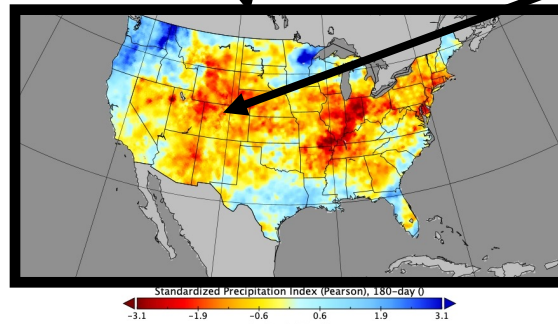 Standardized Precipitation Index (Pearson), 180-day ()
-3.1 -1.9 -0.6 0.6 1.9 3.1